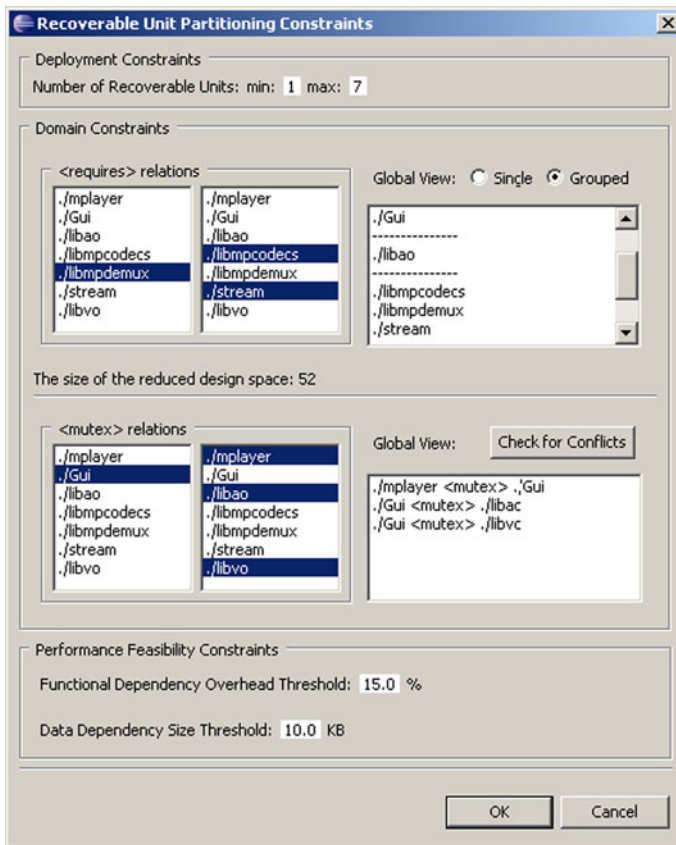 Recoverable Unit Partitioning Constraints
Deployment Constraints
Number of Recoverable Units: min: 1 max: 7
Domain Constraints
<requires> relations
./mplayer
./Gui
./libao
./libmpcodecs
./libmpdemux
./stream
./libvo
./mplayer
./Gui
./libao
./libmpcodecs
./libmpdemux
./stream
./libvo
Global View: Single Grouped
./Gui
---------------
./libao
---------------
./libmpcodecs
./libmpdemux
./stream
The size of the reduced design space: 52
<mutex> relations
./mplayer
./Gui
./libao
./libmpcodecs
./libmpdemux
./stream
./libvo
./mplayer
./Gui
./libao
./libmpcodecs
./libmpdemux
./stream
./libvo
Global View: Check for Conflicts
./mplayer <mutex> ./Gui
./Gui <mutex> ./libac
./Gui <mutex> ./libvc
Performance Feasibility Constraints
Functional Dependency Overhead Threshold: 15.0 %
Data Dependency Size Threshold: 10.0 KB
OK Cancel